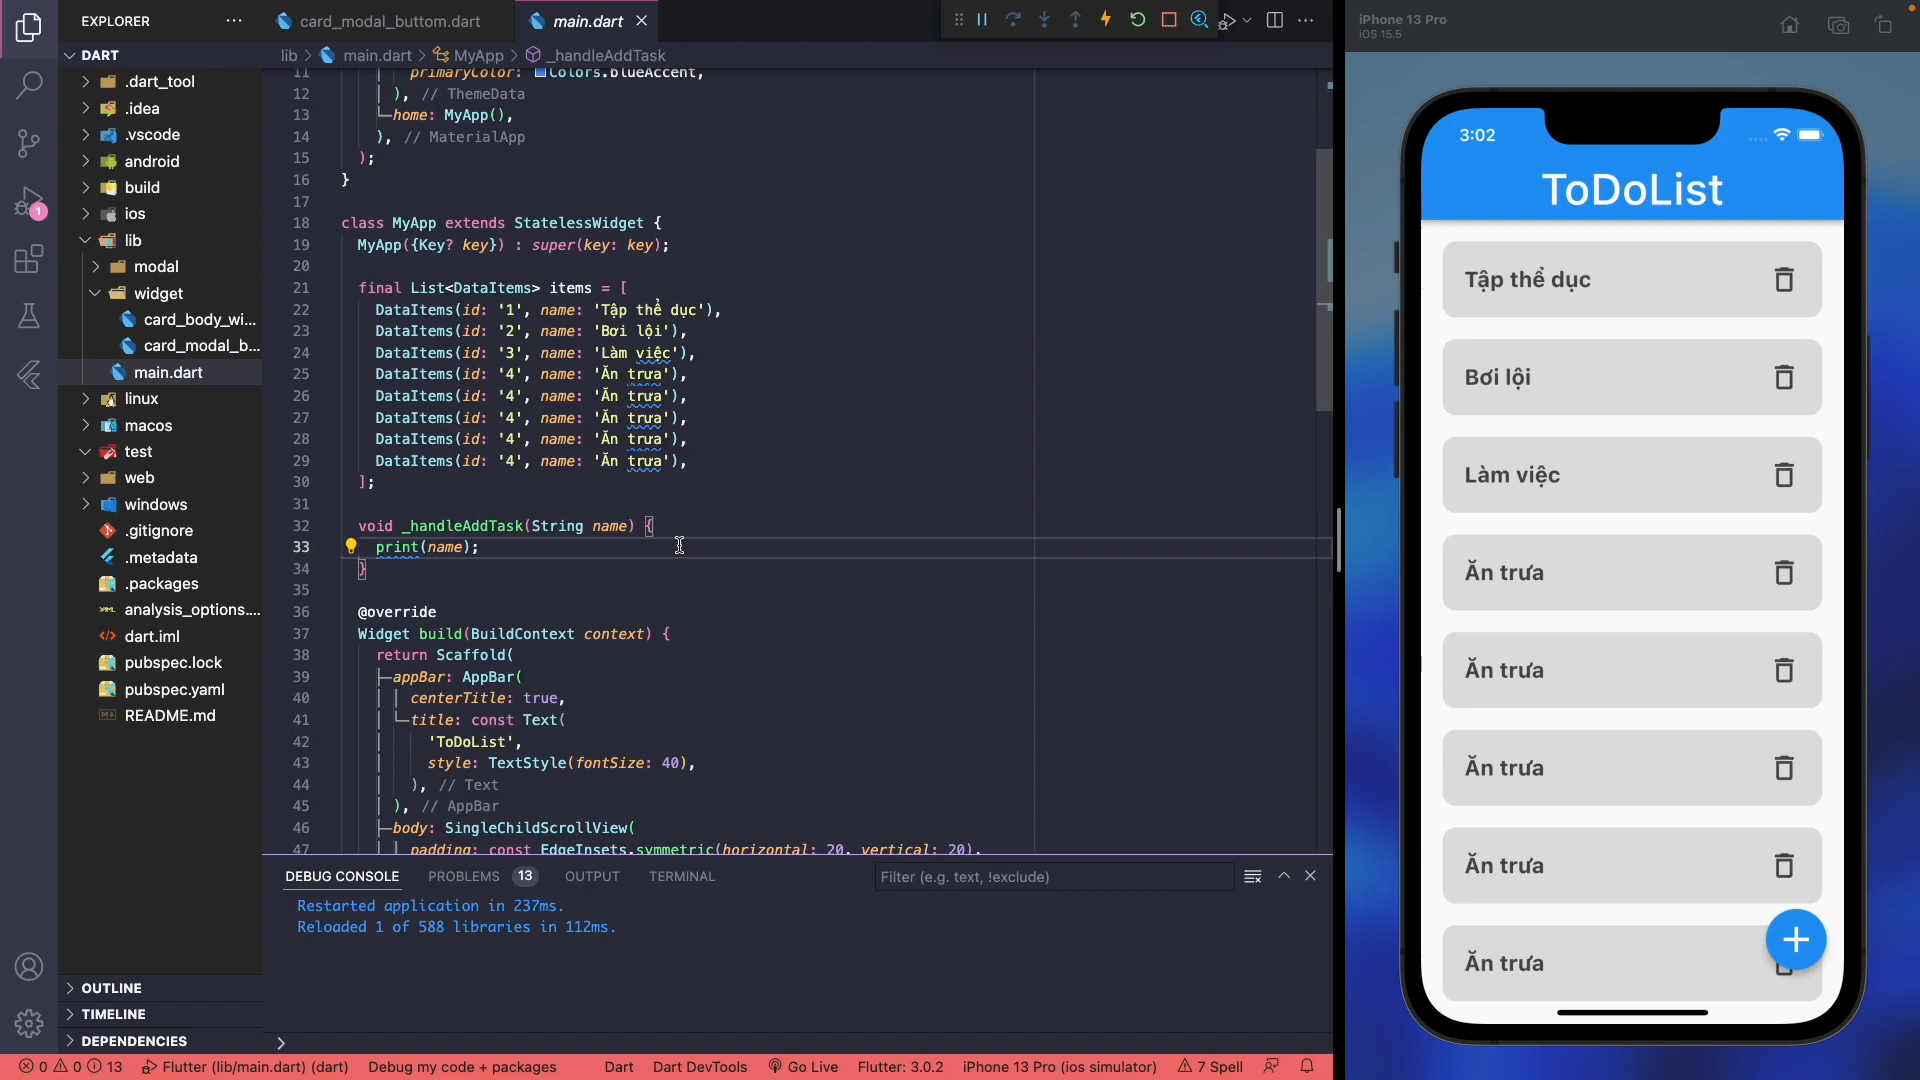 EXPLORER
card_modal_buttom.dart
main.dart
DART
.dart_tool
.idea
.vscode
android
build
ios
lib
modal
widget
card_body_wi...
card_modal_b...
main.dart
linux
macos
test
web
windows
.gitignore
.metadata
.packages
analysis_options....
dart.iml
pubspec.lock
pubspec.yaml
README.md
OUTLINE
TIMELINE
DEPENDENCIES
1
lib > main.dart > MyApp > _handleAddTask
11 primaryColor: Colors.blueAccent,
12 ), // ThemeData
13 home: MyApp(),
14 ), // MaterialApp
15 );
16 }
17
18 class MyApp extends StatelessWidget {
19 MyApp({Key? key}) : super(key: key);
20
21 final List<DataItems> items = [
22 DataItems(id: '1', name: 'Tập thể dục'),
23 DataItems(id: '2', name: 'Bơi lội'),
24 DataItems(id: '3', name: 'Làm việc'),
25 DataItems(id: '4', name: 'Ăn trưa'),
26 DataItems(id: '4', name: 'Ăn trưa'),
27 DataItems(id: '4', name: 'Ăn trưa'),
28 DataItems(id: '4', name: 'Ăn trưa'),
29 DataItems(id: '4', name: 'Ăn trưa'),
30 ];
31
32 void _handleAddTask(String name) {
33 print(name);
34 }
35
36 @override
37 Widget build(BuildContext context) {
38 return Scaffold(
39 appBar: AppBar(
40 centerTitle: true,
41 title: const Text(
42 'ToDoList',
43 style: TextStyle(fontSize: 40),
44 ), // Text
45 ), // AppBar
46 body: SingleChildScrollView(
47 padding: const EdgeInsets.symmetric(horizontal: 20, vertical: 20),
DEBUG CONSOLE PROBLEMS 13 OUTPUT TERMINAL
Filter (e.g. text, !exclude)
Restarted application in 237ms.
Reloaded 1 of 588 libraries in 112ms.
0 0 13 Flutter (lib/main.dart) (dart) Debug my code + packages Dart Dart DevTools Go Live Flutter: 3.0.2 iPhone 13 Pro (ios simulator) 7 Spell
iPhone 13 Pro
iOS 15.5
3:02
ToDoList
Tập thể dục
Bơi lội
Làm việc
Ăn trưa
Ăn trưa
Ăn trưa
Ăn trưa
Ăn trưa